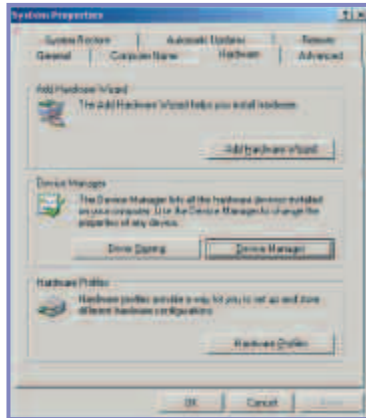 System Properties
System Restore Automatic Updates Remote
General Computer Name Hardware Advanced
Add Hardware Wizard
The Add Hardware Wizard helps you install hardware.
Add Hardware Wizard
Device Manager
The Device Manager lists all the hardware devices installed
on your computer. Use the Device Manager to change the
properties of any device.
Driver Signing Device Manager
Hardware Profiles
Hardware profiles provide a way for you to set up and store
different hardware configurations.
Hardware Profiles
OK Cancel Apply